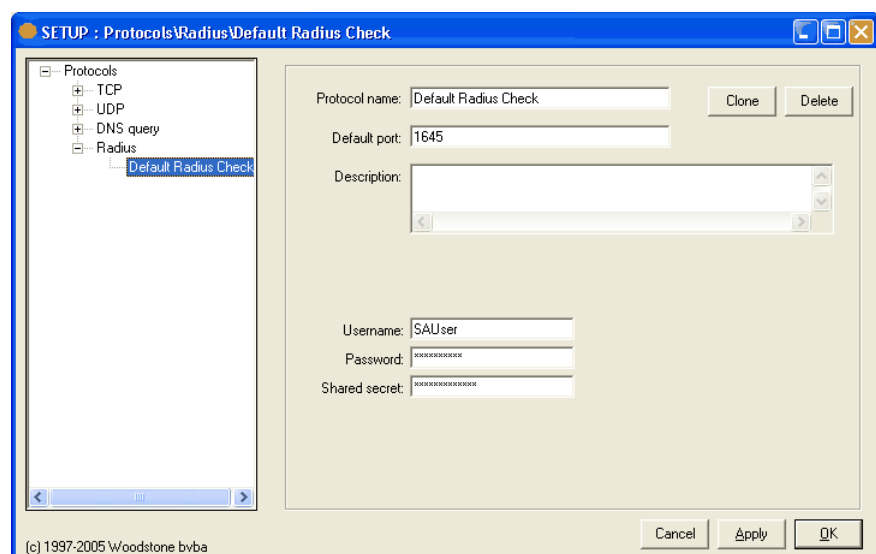 SETUP : Protocols\Radius\Default Radius Check
Protocols
TCP
UDP
DNS query
Radius
Default Radius Check
Protocol name: Default Radius Check
Clone
Delete
Default port: 1645
Description:
Username: SAUser
Password: **********
Shared secret: *************
Cancel
Apply
OK
(c) 1997-2005 Woodstone bvba